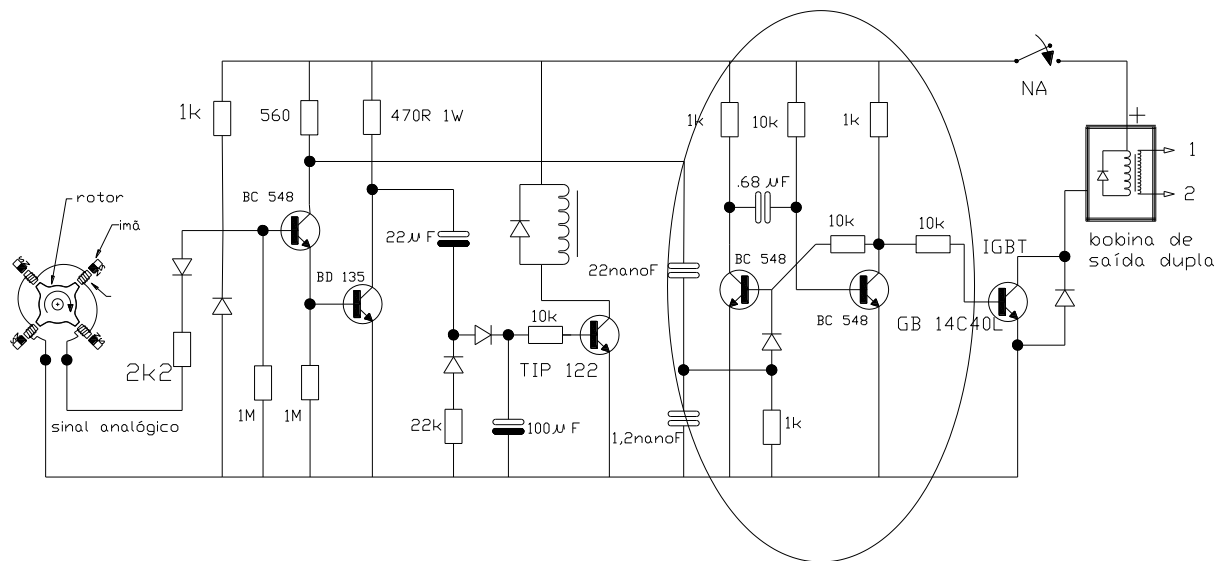 1k
560
470R 1W
1k
10k
1k
NA
+
1
2
BC 548
.68 µF
rotor
imã
22µF
10k
10k
IGBT
bobina de
saída dupla
BC 548
22nanoF
BD 135
10k
BC 548
GB 14C40L
TIP 122
2k2
1M
1M
sinal analógico
22k
100µF
1,2nanoF
1k